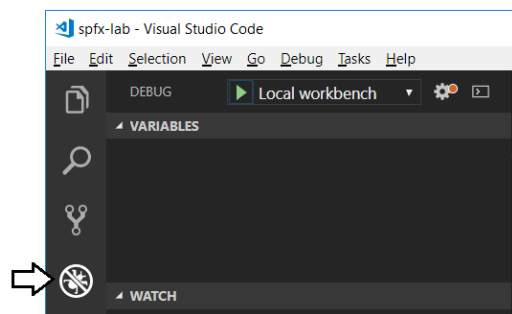 spfx-lab - Visual Studio Code
File Edit Selection View Go Debug Tasks Help
DEBUG Local workbench
VARIABLES
WATCH